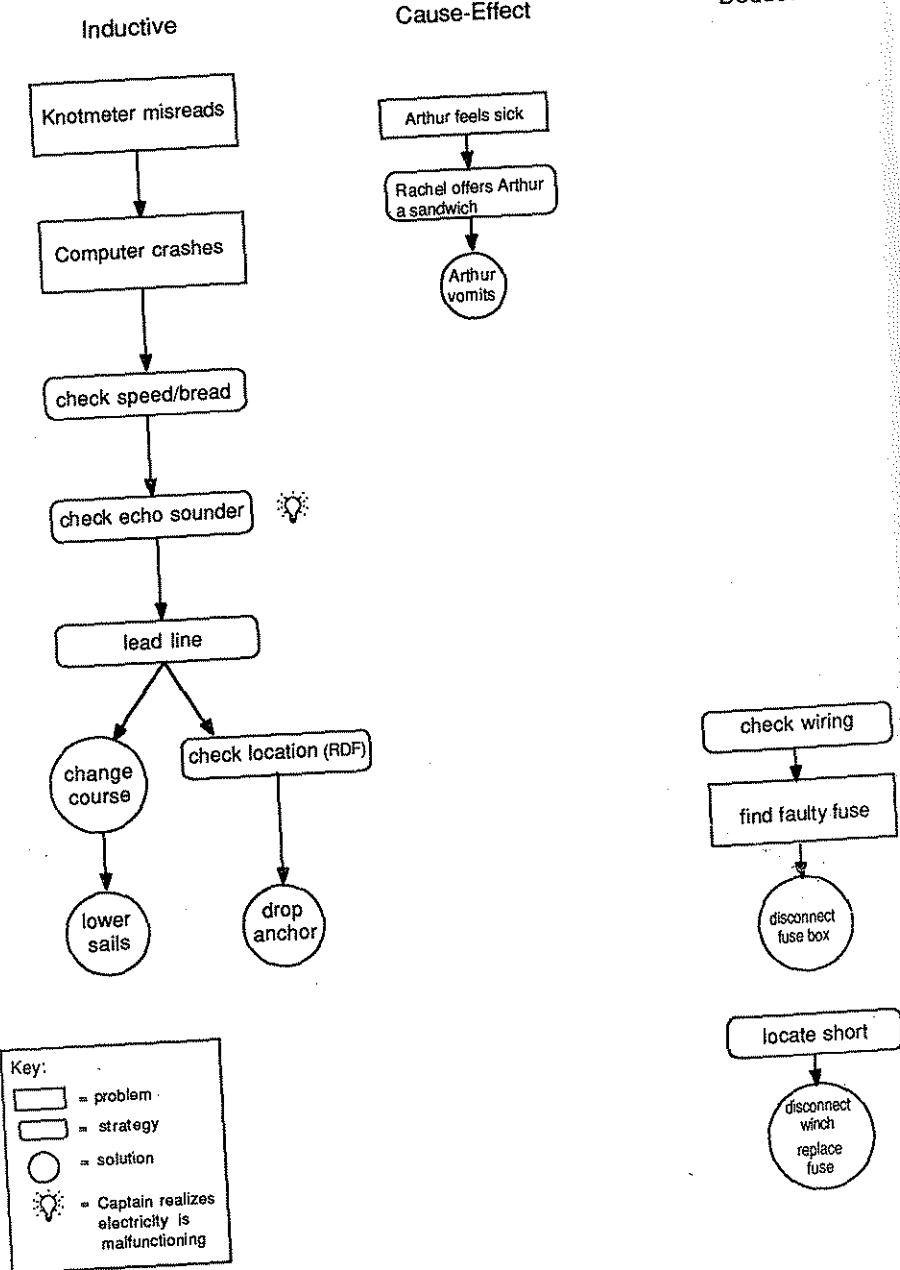 Inductive
Cause-Effect
Knotmeter misreads
Computer crashes
check speed/bread
check echo sounder
lead line
change
course
check location (RDF)
lower
sails
drop
anchor
Arthur feels sick
Rachel offers Arthur
a sandwich
Arthur
vomits
check wiring
find faulty fuse
disconnect
fuse box
locate short
disconnect
winch
replace
fuse
Key:
= problem
= strategy
= solution
= Captain realizes
electricity is
malfunctioning